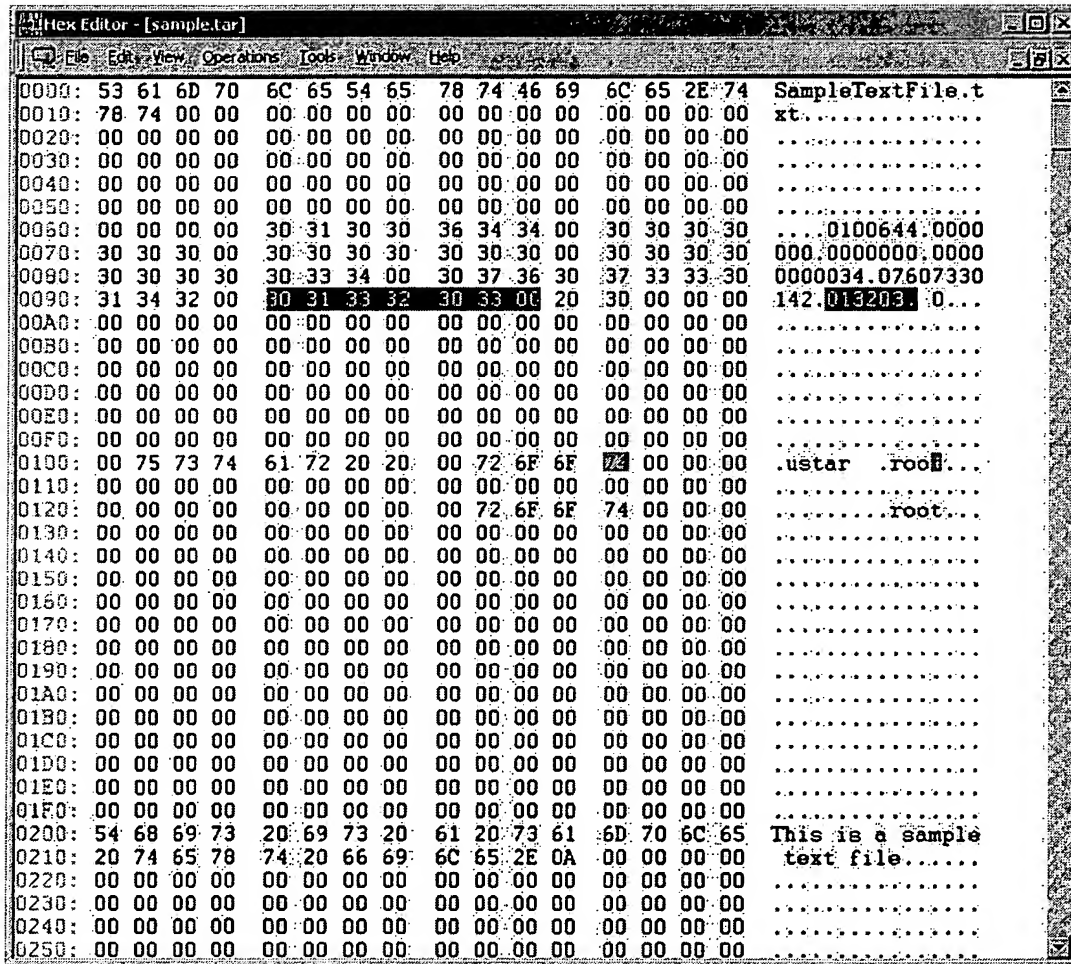 Hex Editor - [sample.tar]
File Edit View Operations Tools Window Help
0000: 53 61 6D 70 6C 65 54 65 78 74 46 69 6C 65 2E 74 SampleTextFile.t
0010: 78 74 00 00 00 00 00 00 00 00 00 00 00 00 00 00 xt..............
0020: 00 00 00 00 00 00 00 00 00 00 00 00 00 00 00 00 ................
0030: 00 00 00 00 00 00 00 00 00 00 00 00 00 00 00 00 ................
0040: 00 00 00 00 00 00 00 00 00 00 00 00 00 00 00 00 ................
0050: 00 00 00 00 00 00 00 00 00 00 00 00 00 00 00 00 ................
0060: 00 00 00 00 30 31 30 30 36 34 34 00 30 30 30 30 ....0100644.0000
0070: 30 30 30 00 30 30 30 30 30 30 30 00 30 30 30 30 000.0000000.0000
0080: 30 30 30 30 30 33 34 00 30 37 36 30 37 33 33 30 0000034.07607330
0090: 31 34 32 00 30 31 33 32 30 33 00 20 30 00 00 00 142.013203. 0...
00A0: 00 00 00 00 00 00 00 00 00 00 00 00 00 00 00 00 ................
00B0: 00 00 00 00 00 00 00 00 00 00 00 00 00 00 00 00 ................
00C0: 00 00 00 00 00 00 00 00 00 00 00 00 00 00 00 00 ................
00D0: 00 00 00 00 00 00 00 00 00 00 00 00 00 00 00 00 ................
00E0: 00 00 00 00 00 00 00 00 00 00 00 00 00 00 00 00 ................
00F0: 00 00 00 00 00 00 00 00 00 00 00 00 00 00 00 00 ................
0100: 00 75 73 74 61 72 20 20 00 72 6F 6F 74 00 00 00 .ustar  .root...
0110: 00 00 00 00 00 00 00 00 00 00 00 00 00 00 00 00 ................
0120: 00 00 00 00 00 00 00 00 00 72 6F 6F 74 00 00 00 .........root...
0130: 00 00 00 00 00 00 00 00 00 00 00 00 00 00 00 00 ................
0140: 00 00 00 00 00 00 00 00 00 00 00 00 00 00 00 00 ................
0150: 00 00 00 00 00 00 00 00 00 00 00 00 00 00 00 00 ................
0160: 00 00 00 00 00 00 00 00 00 00 00 00 00 00 00 00 ................
0170: 00 00 00 00 00 00 00 00 00 00 00 00 00 00 00 00 ................
0180: 00 00 00 00 00 00 00 00 00 00 00 00 00 00 00 00 ................
0190: 00 00 00 00 00 00 00 00 00 00 00 00 00 00 00 00 ................
01A0: 00 00 00 00 00 00 00 00 00 00 00 00 00 00 00 00 ................
01B0: 00 00 00 00 00 00 00 00 00 00 00 00 00 00 00 00 ................
01C0: 00 00 00 00 00 00 00 00 00 00 00 00 00 00 00 00 ................
01D0: 00 00 00 00 00 00 00 00 00 00 00 00 00 00 00 00 ................
01E0: 00 00 00 00 00 00 00 00 00 00 00 00 00 00 00 00 ................
01F0: 00 00 00 00 00 00 00 00 00 00 00 00 00 00 00 00 ................
0200: 54 68 69 73 20 69 73 20 61 20 73 61 6D 70 6C 65 This is a sample
0210: 20 74 65 78 74 20 66 69 6C 65 2E 0A 00 00 00 00  text file......
0220: 00 00 00 00 00 00 00 00 00 00 00 00 00 00 00 00 ................
0230: 00 00 00 00 00 00 00 00 00 00 00 00 00 00 00 00 ................
0240: 00 00 00 00 00 00 00 00 00 00 00 00 00 00 00 00 ................
0250: 00 00 00 00 00 00 00 00 00 00 00 00 00 00 00 00 ................